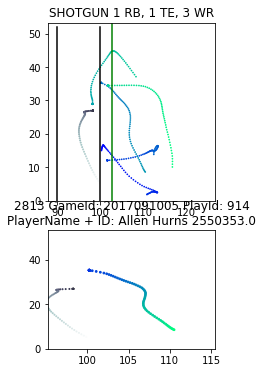 SHOTGUN 1 RB, 1 TE, 3 WR
50
40
30
20
10
0
90 100 110 120
2813 GameId: 2017091005 PlayId: 914
PlayerName + ID: Allen Hurns 2550353.0
40
20
0
100 105 110 115